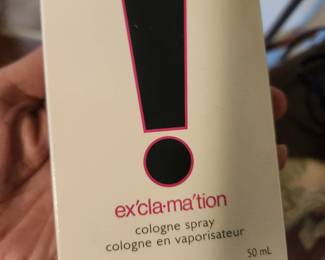 !
ex'cla·ma'tion
cologne spray
cologne en vaporisateur
50 mL